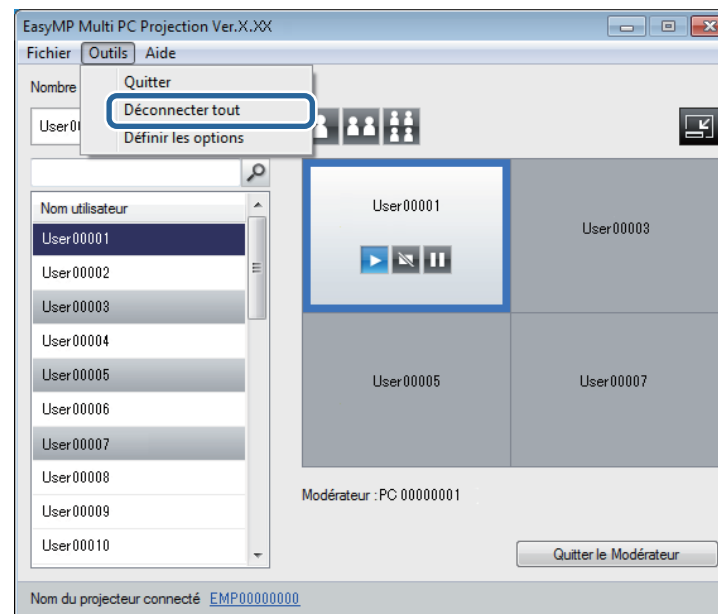 EasyMP Multi PC Projection Ver.X.XX
Fichier Outils Aide
Nombre
Quitter
Déconnecter tout
Définir les options
Nom utilisateur
User00001
User00002
User00003
User00004
User00005
User00006
User00007
User00008
User00009
User00010
User00001
User00003
User00005
User00007
Modérateur : PC 00000001
Quitter le Modérateur
Nom du projecteur connecté EMP00000000